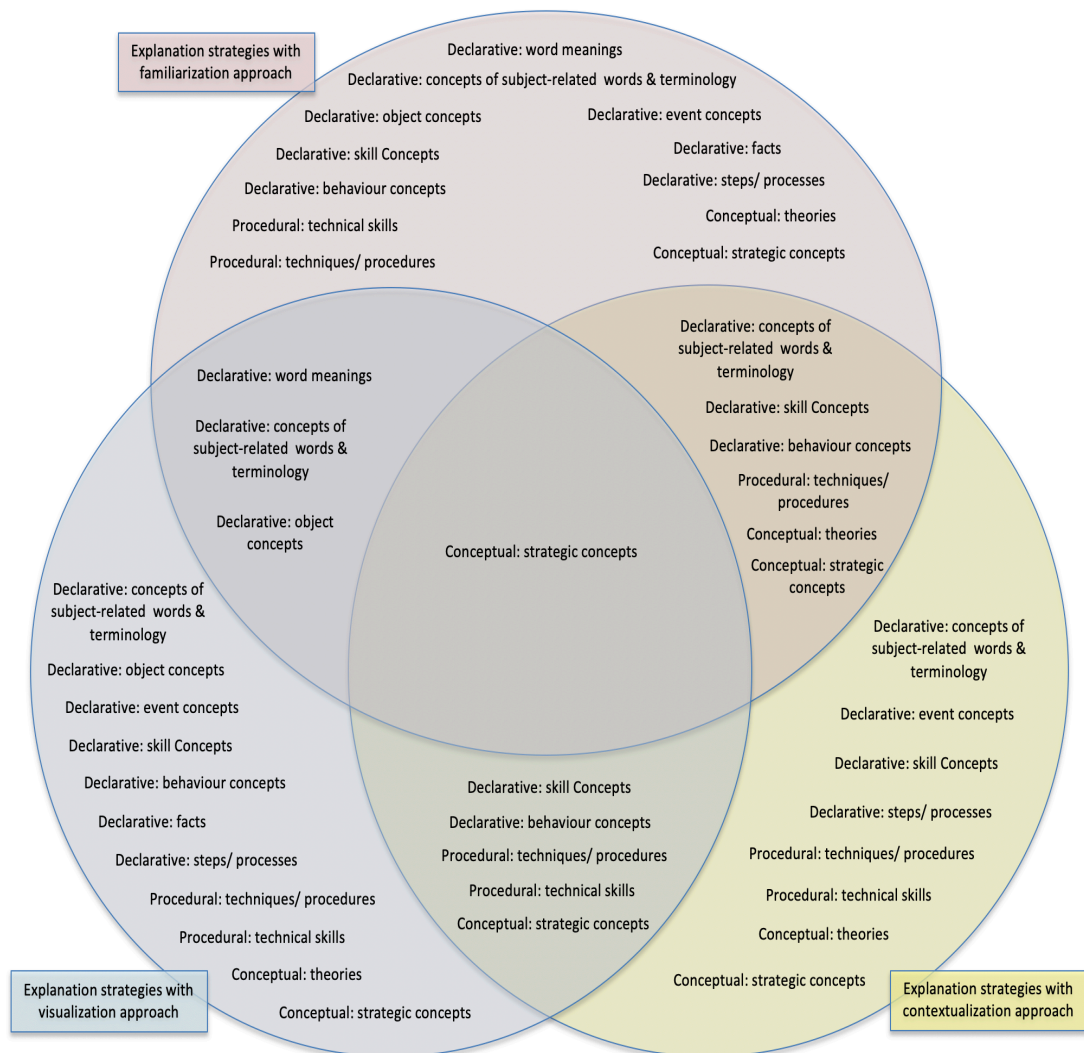 Explanation strategies with
familiarization approach
Declarative: word meanings
Declarative: concepts of subject-related words & terminology
Declarative: object concepts
Declarative: event concepts
Declarative: skill Concepts
Declarative: facts
Declarative: behaviour concepts
Declarative: steps/ processes
Procedural: technical skills
Conceptual: theories
Procedural: techniques/ procedures
Conceptual: strategic concepts
Declarative: word meanings
Declarative: concepts of
subject-related words &
terminology
Declarative: object
concepts
Declarative: concepts of
subject-related words &
terminology
Declarative: skill Concepts
Declarative: behaviour concepts
Procedural: techniques/
procedures
Conceptual: theories
Conceptual: strategic
concepts
Conceptual: strategic concepts
Declarative: concepts of
subject-related words &
terminology
Declarative: object concepts
Declarative: event concepts
Declarative: skill Concepts
Declarative: behaviour concepts
Declarative: facts
Declarative: steps/ processes
Procedural: techniques/ procedures
Procedural: technical skills
Conceptual: theories
Conceptual: strategic concepts
Declarative: skill Concepts
Declarative: behaviour concepts
Procedural: techniques/ procedures
Procedural: technical skills
Conceptual: strategic concepts
Declarative: concepts of
subject-related words &
terminology
Declarative: event concepts
Declarative: skill Concepts
Declarative: steps/ processes
Procedural: techniques/ procedures
Procedural: technical skills
Conceptual: theories
Conceptual: strategic concepts
Explanation strategies with
visualization approach
Explanation strategies with
contextualization approach